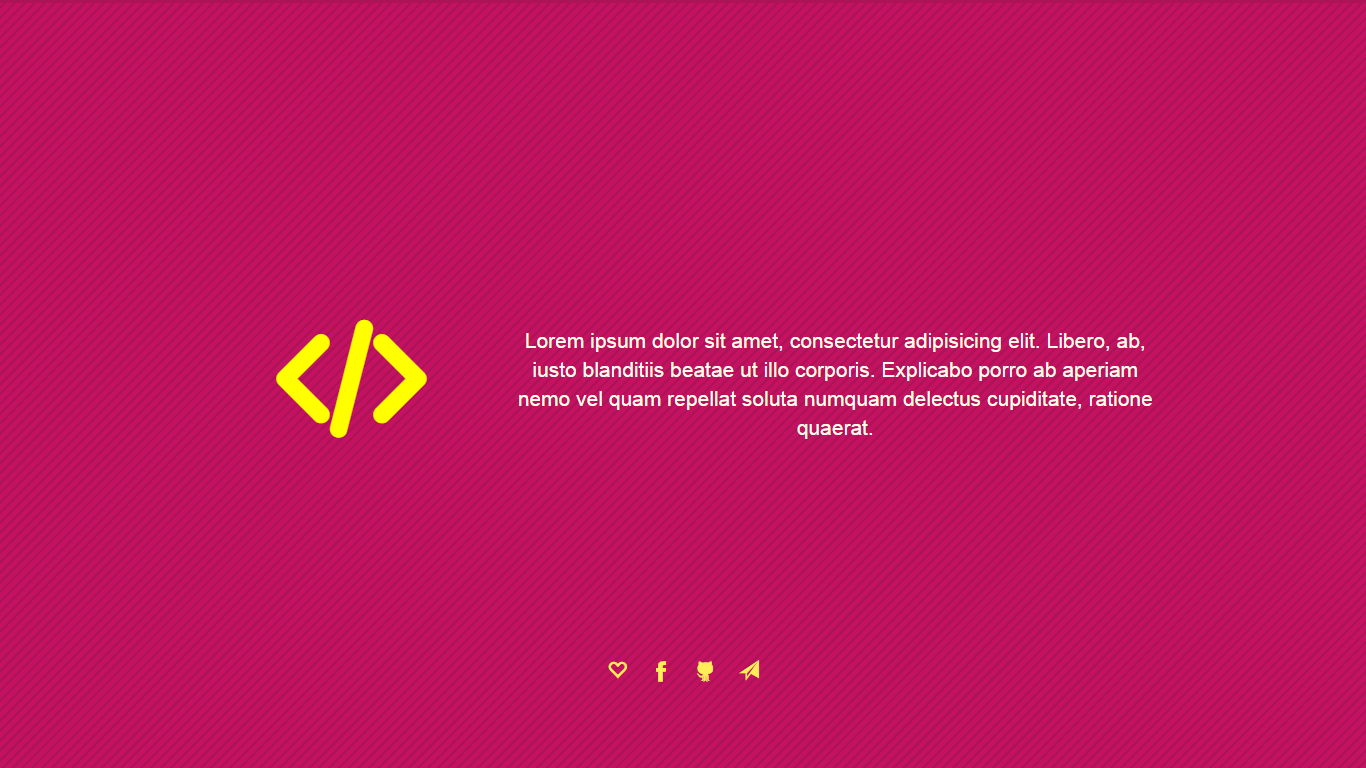 Lorem ipsum dolor sit amet, consectetur adipisicing elit. Libero, ab,
iusto blanditiis beatae ut illo corporis. Explicabo porro ab aperiam
nemo vel quam repellat soluta numquam delectus cupiditate, ratione
quaerat.